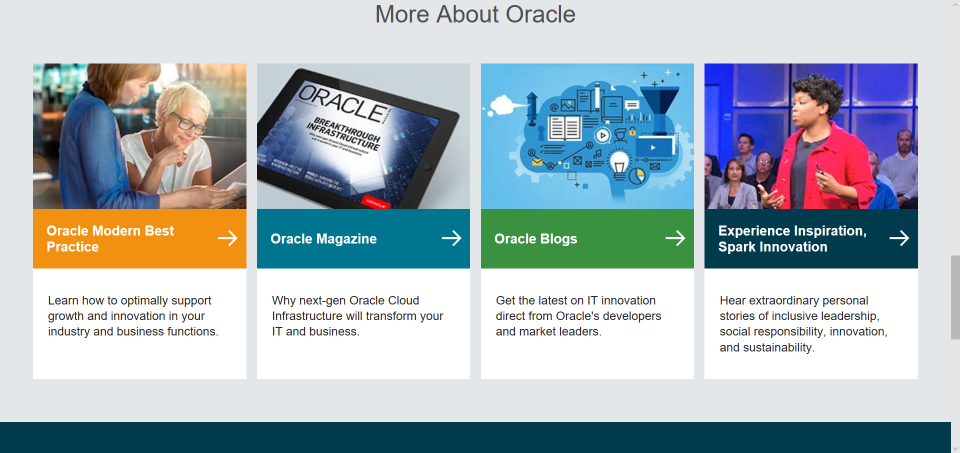 More About Oracle
ORACLE
BREAKTHROUGH
INFRASTRUCTURE
Oracle Modern Best
Practice
Oracle Magazine
Oracle Blogs
Experience Inspiration,
Spark Innovation
Learn how to optimally support
growth and innovation in your
industry and business functions.
Why next-gen Oracle Cloud
Infrastructure will transform your
IT and business.
Get the latest on IT innovation
direct from Oracle's developers
and market leaders.
Hear extraordinary personal
stories of inclusive leadership,
social responsibility, innovation,
and sustainability.